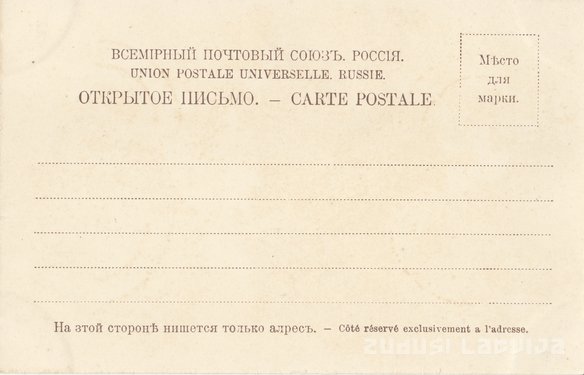 ВСЕМІРНЫЙ ПОЧТОВЫЙ СОЮЗЪ. РОССІЯ.
UNION POSTALE UNIVERSELLE. RUSSIE.
ОТКРЫТОЕ ПИСЬМО. — CARTE POSTALE.
Мѣсто
для
марки.
На этой сторонѣ пишется только адресъ. — Côté réservé exclusivement a l'adresse.
zudusi Latvija